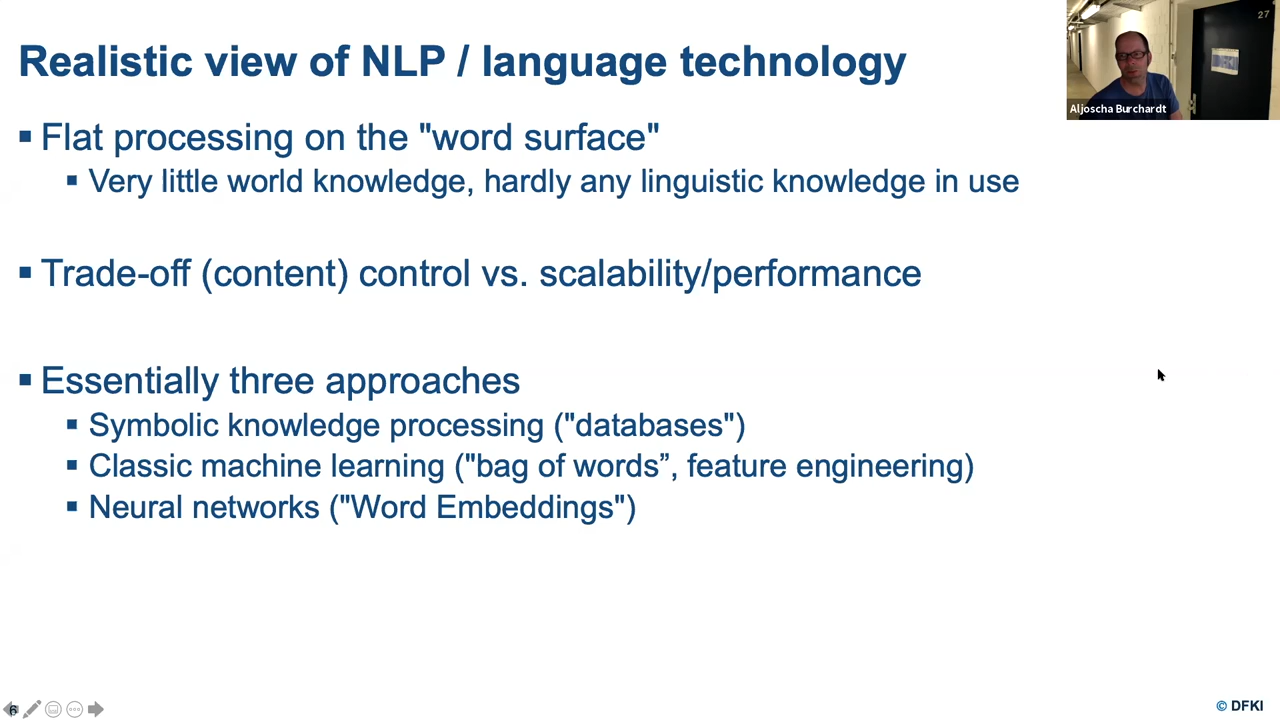 Realistic view of NLP / language technology
27
Aljoscha Burchardt
▪ Flat processing on the "word surface"
▪ Very little world knowledge, hardly any linguistic knowledge in use
▪ Trade-off (content) control vs. scalability/performance
▪ Essentially three approaches
▪ Symbolic knowledge processing ("databases")
▪ Classic machine learning ("bag of words”, feature engineering)
▪ Neural networks ("Word Embeddings")
6
© DFKI